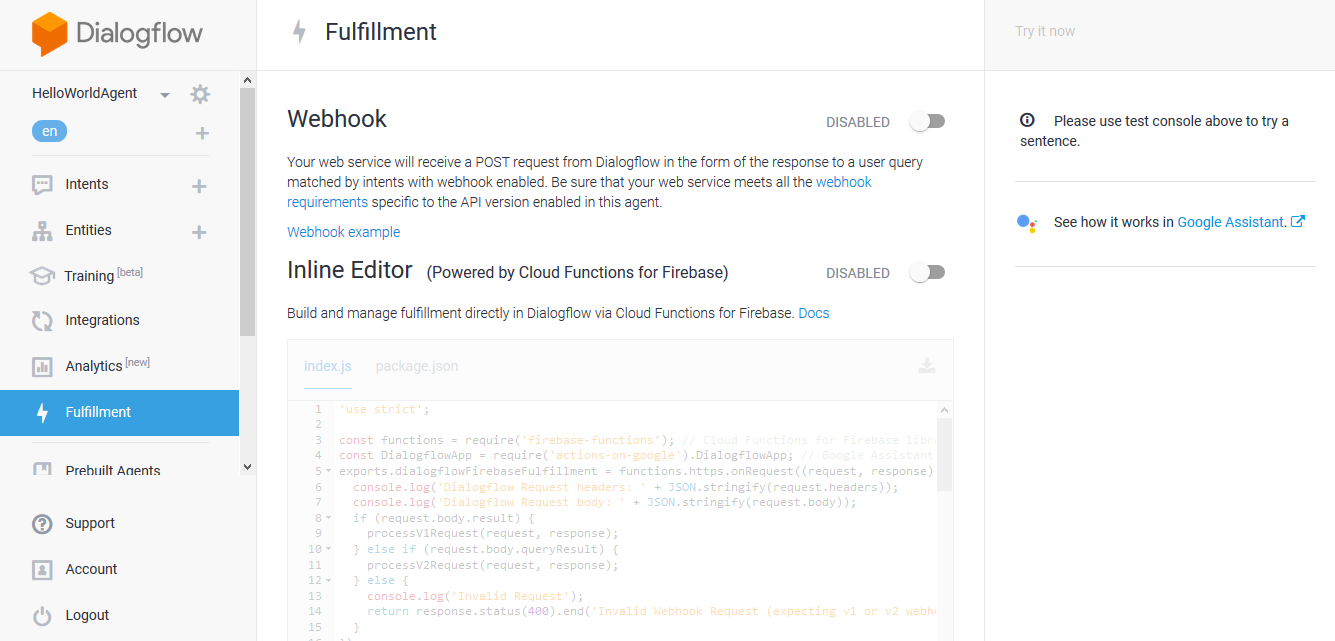 Dialogflow
HelloWorldAgent
en
Intents
Entities
Training [beta]
Integrations
Analytics [new]
Fulfillment
Prebuilt Agents
Support
Account
Logout
Fulfillment
Webhook
DISABLED
Your web service will receive a POST request from Dialogflow in the form of the response to a user query
matched by intents with webhook enabled. Be sure that your web service meets all the webhook
requirements specific to the API version enabled in this agent.
Webhook example
Inline Editor (Powered by Cloud Functions for Firebase)
DISABLED
Build and manage fulfillment directly in Dialogflow via Cloud Functions for Firebase. Docs
index.js package.json
1 'use strict';
2
3 const functions = require('firebase-functions'); // Cloud Functions for Firebase libr
4 const DialogflowApp = require('actions-on-google').DialogflowApp; // Google Assistant
5 exports.dialogflowFirebaseFulfillment = functions.https.onRequest((request, response)
6 console.log('Dialogflow Request headers: ' + JSON.stringify(request.headers));
7 console.log('Dialogflow Request body: ' + JSON.stringify(request.body));
8 if (request.body.result) {
9 processV1Request(request, response);
10 } else if (request.body.queryResult) {
11 processV2Request(request, response);
12 } else {
13 console.log('Invalid Request');
14 return response.status(400).end('Invalid Webhook Request (expecting v1 or v2 webh
15 }
Try it now
Please use test console above to try a
sentence.
See how it works in Google Assistant.